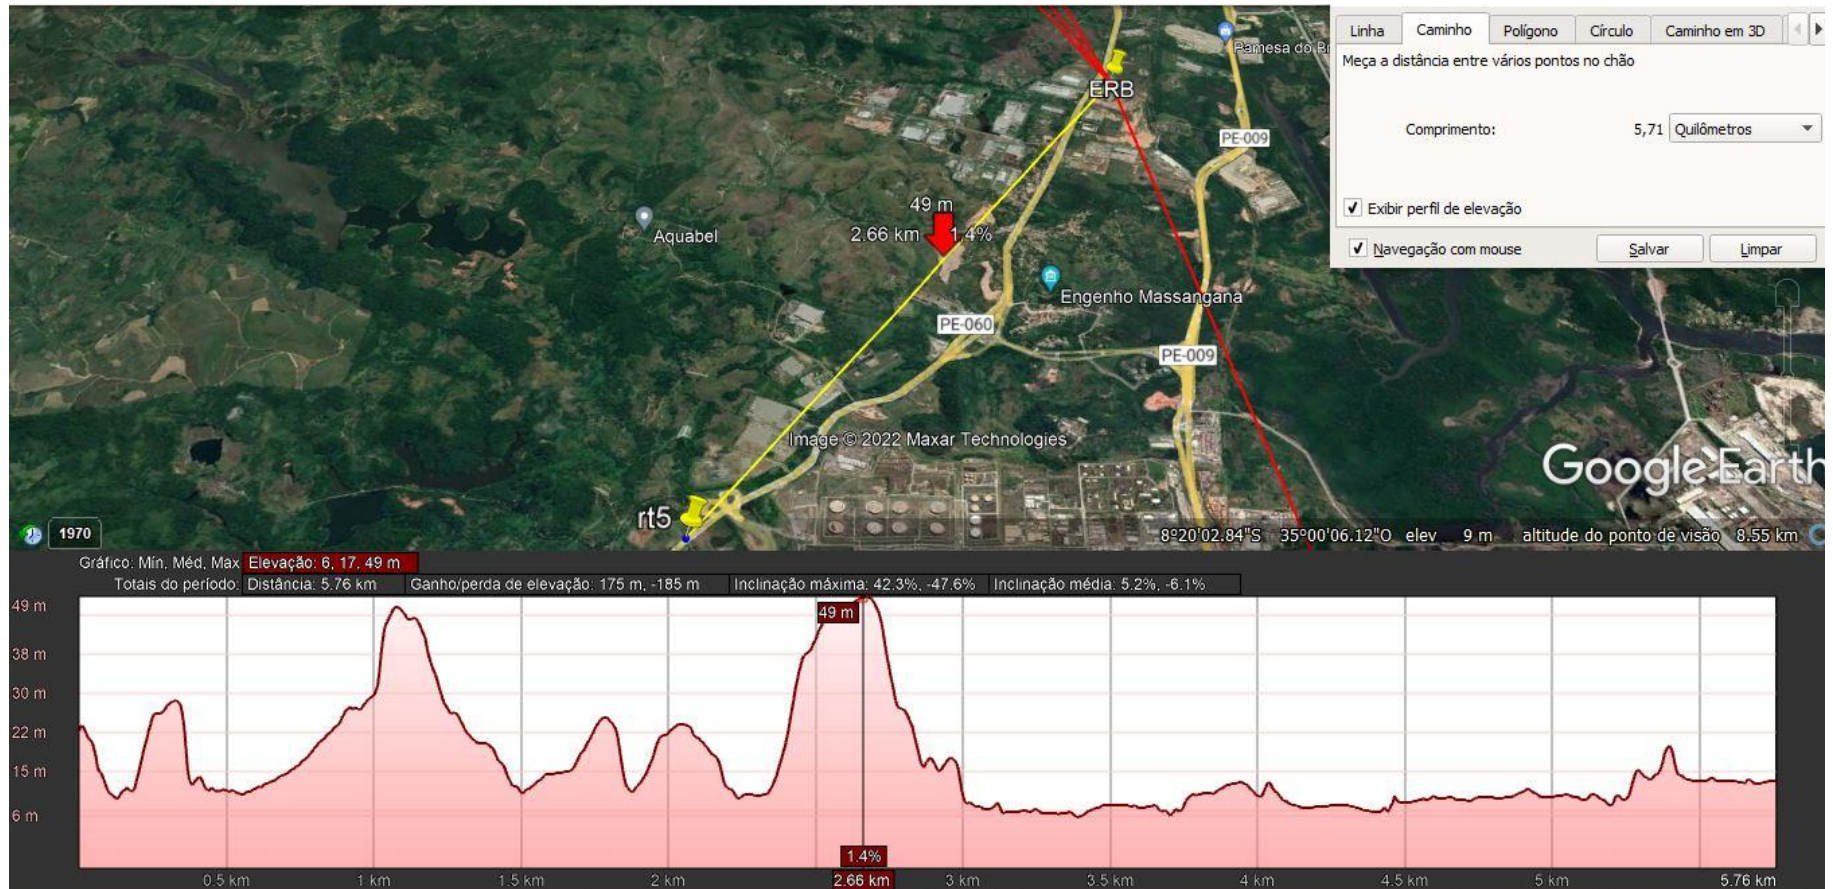 Linha Caminho Polígono Círculo Caminho em 3D
Meça a distância entre vários pontos no chão
Comprimento: 5,71 Quilômetros
Exibir perfil de elevação
Navegação com mouse Salvar Limpar
Pamesa do Br
ERB
PE-009
49 m
2.66 km 1.4%
Aquabel
Engenho Massangana
PE-060
PE-009
Image © 2022 Maxar Technologies
Google Earth
rt5
1970
8º20'02.84"S 35º00'06.12"O elev 9 m altitude do ponto de visão 8.55 km
Gráfico: Mín, Méd, Max Elevação: 6, 17, 49 m
Totais do período: Distância: 5.76 km Ganho/perda de elevação: 175 m, -185 m Inclinação máxima: 42.3%, -47.6% Inclinação média: 5.2%, -6.1%
49 m
49 m
38 m
30 m
22 m
15 m
6 m
1.4%
0.5 km 1 km 1.5 km 2 km 2.66 km 3 km 3.5 km 4 km 4.5 km 5 km 5.76 km